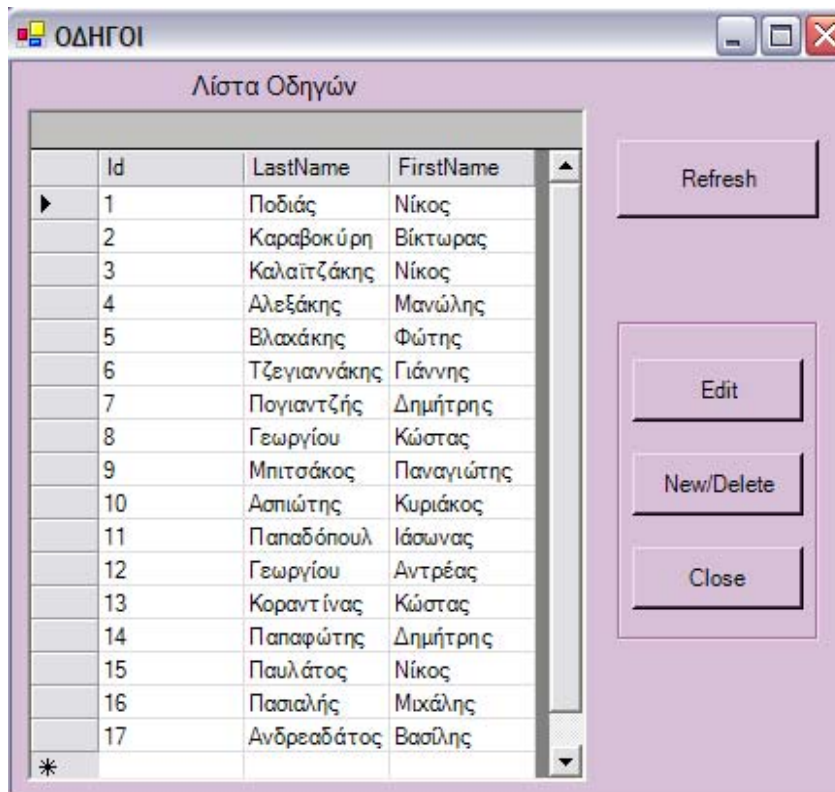 ΟΔΗΓΟΙ
Λίστα Οδηγών
Id LastName FirstName
1 Ποδιάς Νίκος
2 Καραβοκύρη Βίκτωρας
3 Καλαϊτζάκης Νίκος
4 Αλεξάκης Μανώλης
5 Βλαχάκης Φώτης
6 Τζεγιαννάκης Γιάννης
7 Πογιαντζής Δημήτρης
8 Γεωργίου Κώστας
9 Μπιτσάκος Παναγιώτης
10 Ασπιώτης Κυριάκος
11 Παπαδόπουλ Ιάσωνας
12 Γεωργίου Αντρέας
13 Κοραντίνας Κώστας
14 Παπαφώτης Δημήτρης
15 Παυλάτος Νίκος
16 Πασιαλής Μιχάλης
17 Ανδρεαδάτος Βασίλης
Refresh
Edit
New/Delete
Close